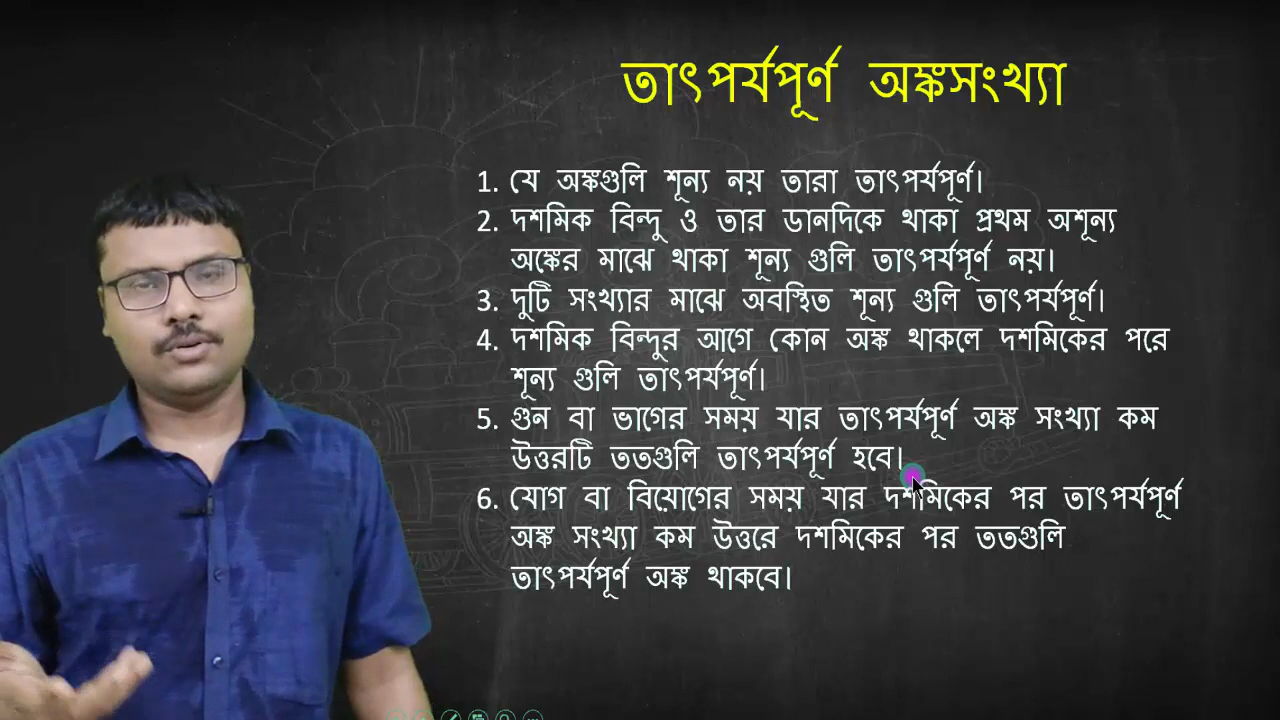 তাৎপর্যপূর্ণ অঙ্কসংখ্যা
1. যে অঙ্কগুলি শূন্য নয় তারা তাৎপর্যপূর্ণ।
2. দশমিক বিন্দু ও তার ডানদিকে থাকা প্রথম অশূন্য
অঙ্কের মাঝে থাকা শূন্য গুলি তাৎপর্যপূর্ণ নয়।
3. দুটি সংখ্যার মাঝে অবস্থিত শূন্য গুলি তাৎপর্যপূর্ণ।
4. দশমিক বিন্দুর আগে কোন অঙ্ক থাকলে দশমিকের পরে
শূন্য গুলি তাৎপর্যপূর্ণ।
5. গুন বা ভাগের সময় যার তাৎপর্যপূর্ণ অঙ্ক সংখ্যা কম
উত্তরটি ততগুলি তাৎপর্যপূর্ণ হবে।
6. যোগ বা বিয়োগের সময় যার দশমিকের পর তাৎপর্যপূর্ণ
অঙ্ক সংখ্যা কম উত্তরে দশমিকের পর ততগুলি
তাৎপর্যপূর্ণ অঙ্ক থাকবে।